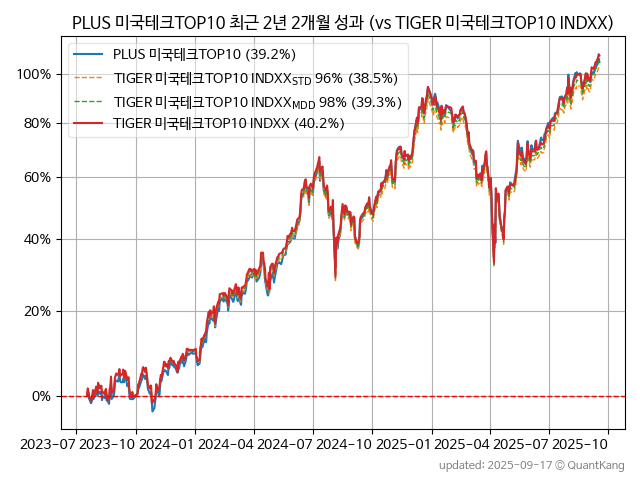 PLUS 미국테크TOP10 최근 2년 2개월 성과 (vs TIGER 미국테크TOP10 INDXX)
PLUS 미국테크TOP10 (39.2%)
TIGER 미국테크TOP10 INDXX_STD 96% (38.5%)
TIGER 미국테크TOP10 INDXX_MDD 98% (39.3%)
TIGER 미국테크TOP10 INDXX (40.2%)
100%
80%
60%
40%
20%
0%
2023-07 2023-10 2024-01 2024-04 2024-07 2024-10 2025-01 2025-04 2025-07 2025-10
updated: 2025-09-17 © QuantKang